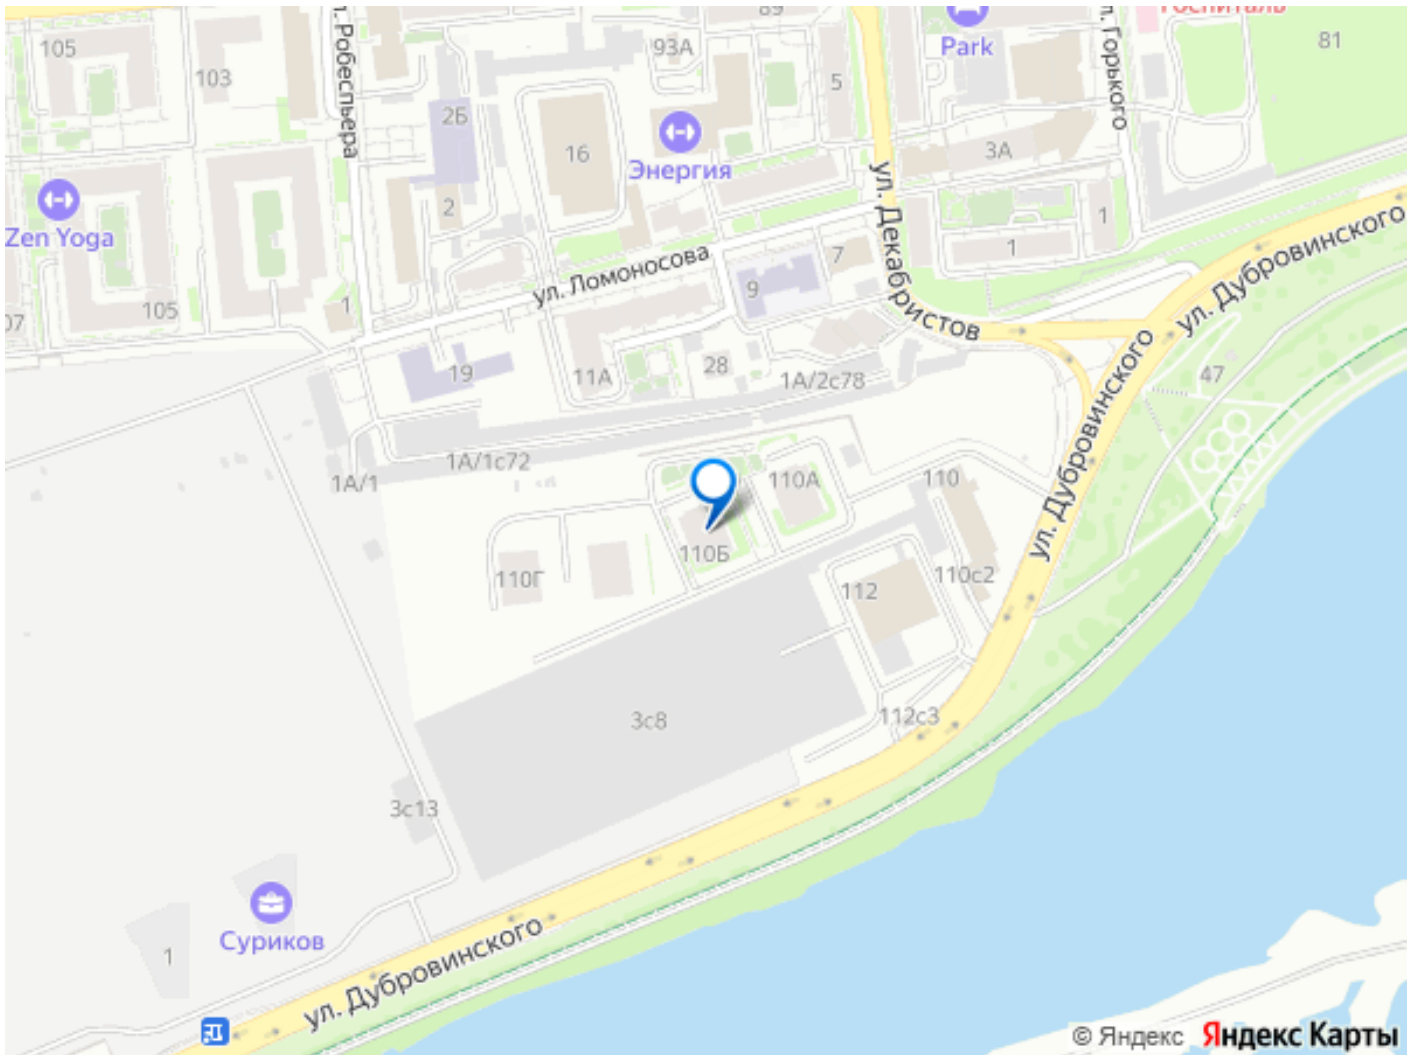 89
Госпиталь
105
ул. Робеспьера
93А
Park
ул. Горького
81
103
5
2Б
16
Энергия
3А
ул. Декабристов
Zen Yoga
2
1
1
ул. Дубровинского
ул. Ломоносова
7
9
105
1
07
19
11А
28
1А/2с78
ул. Дубровинского
47
1А/1с72
1А/1
110А
110
110Б
110Г
112
110с2
3с8
112с3
3с13
Суриков
1
ул. Дубровинского
© Яндекс Яндекс Карты